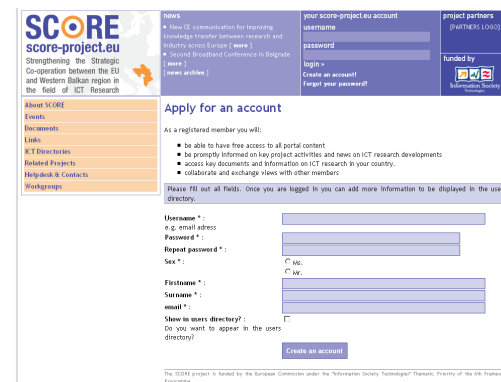 SCORE
score-project.eu
Strengthening the Strategic
Co-operation between the EU
and Western Balkan region in
the field of ICT Research
news
New CE communication for improving
knowledge transfer between research and
industry across Europe [ more ]
Second Broadband Conference in Belgrade
[ more ]
[ news archive ]
your score-project.eu account
username
password
login »
Create an account!
Forgot your password?
project partners
[PARTNERS LOGO]
funded by
Information Society
Technologies
About SCORE
Events
Documents
Links
ICT Directories
Related Projects
Helpdesk & Contacts
Workgroups
Apply for an account
As a registered member you will:
be able to have free access to all portal content
be promptly informed on key project activities and news on ICT research developments
access key documents and information on ICT research in your country.
collaborate and exchange views with other members
Please fill out all fields. Once you are logged in you can add more information to be displayed in the use
directory.
Username * :
e.g. email adress
Password * :
Repeat password * :
Sex * :
Ms.
Mr.
Firstname * :
Surname * :
email * :
Show in users directory? :
Do you want to appear in the users
directory?
Create an account
The SCORE project is funded by the European Commission under the "Information Society Technologies" Thematic Priority of the 6th Framew
Programme